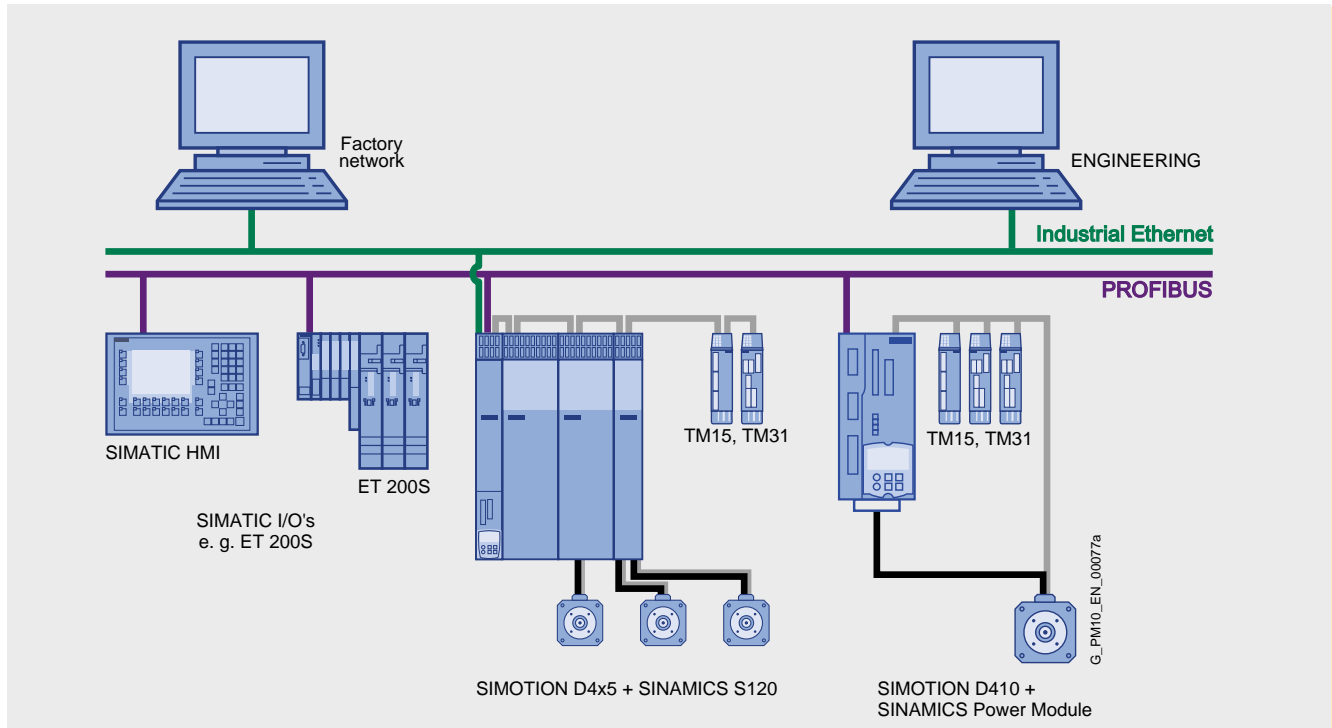 Factory
network
ENGINEERING
Industrial Ethernet
PROFIBUS
SIMATIC HMI
ET 200S
SIMATIC I/O's
e. g. ET 200S
TM15, TM31
TM15, TM31
SIMOTION D4x5 + SINAMICS S120
SIMOTION D410 +
SINAMICS Power Module
G_PM10_EN_00077a